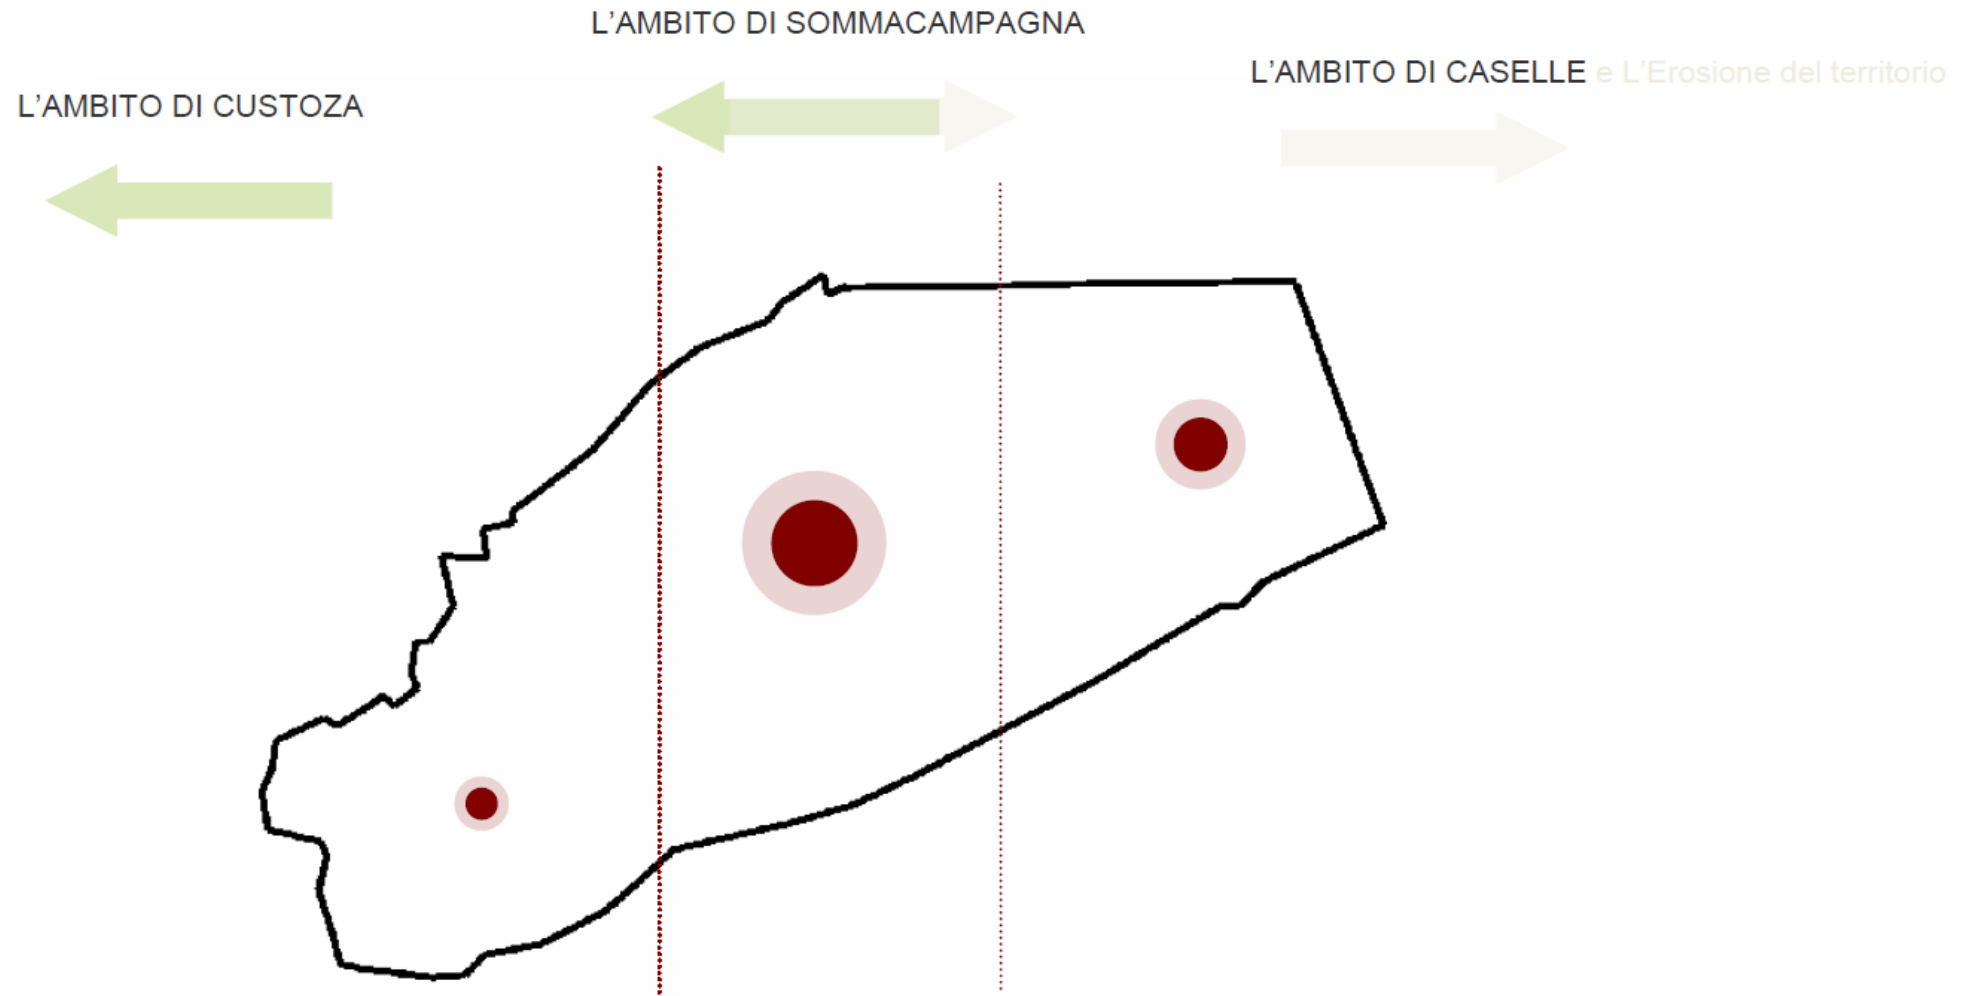 L'AMBITO DI SOMMACAMPAGNA
L'AMBITO DI CASELLE e L'Erosione del territorio
L'AMBITO DI CUSTOZA